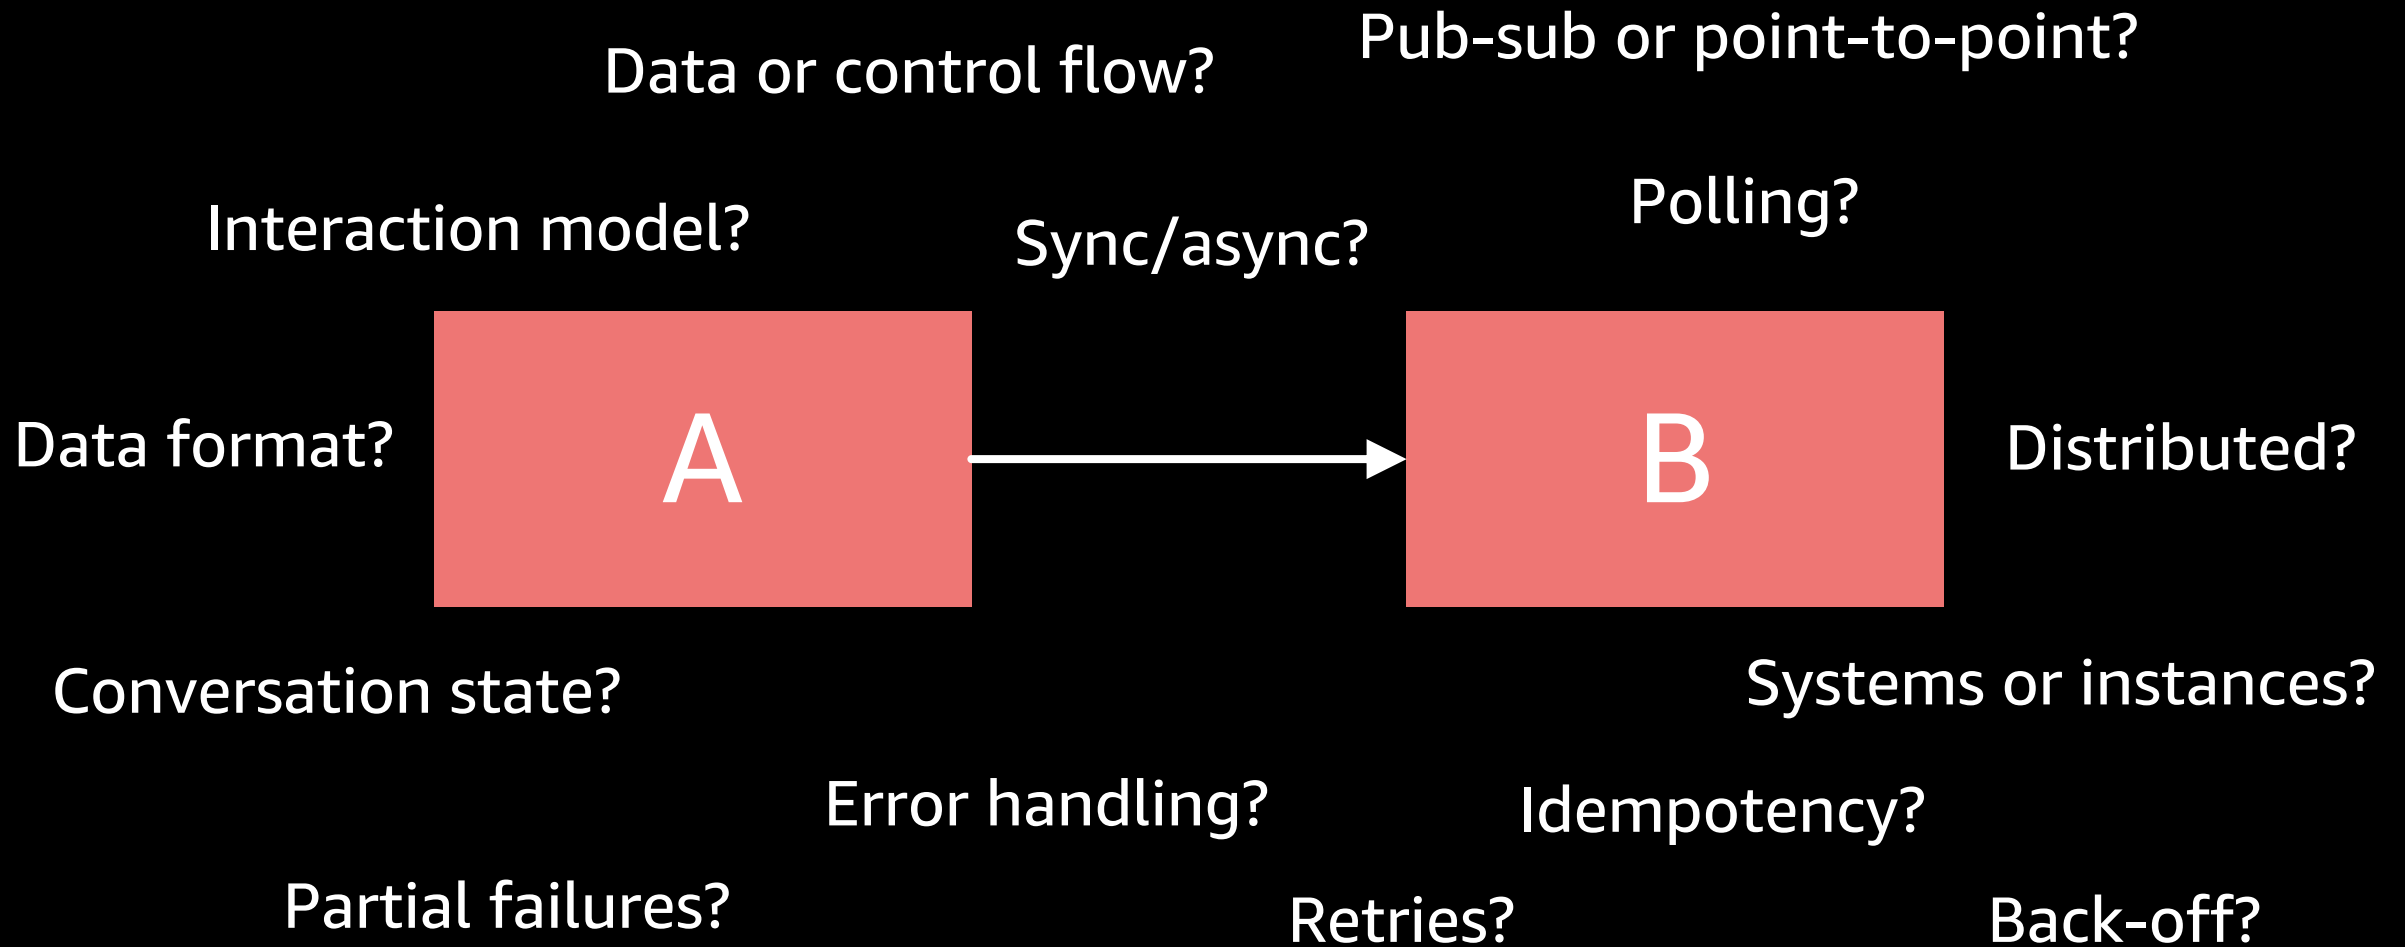 Pub-sub or point-to-point?
Data or control flow?
Polling?
Interaction model?
Sync/async?
A
B
Data format?
Distributed?
Conversation state?
Systems or instances?
Error handling?
Idempotency?
Partial failures?
Retries?
Back-off?